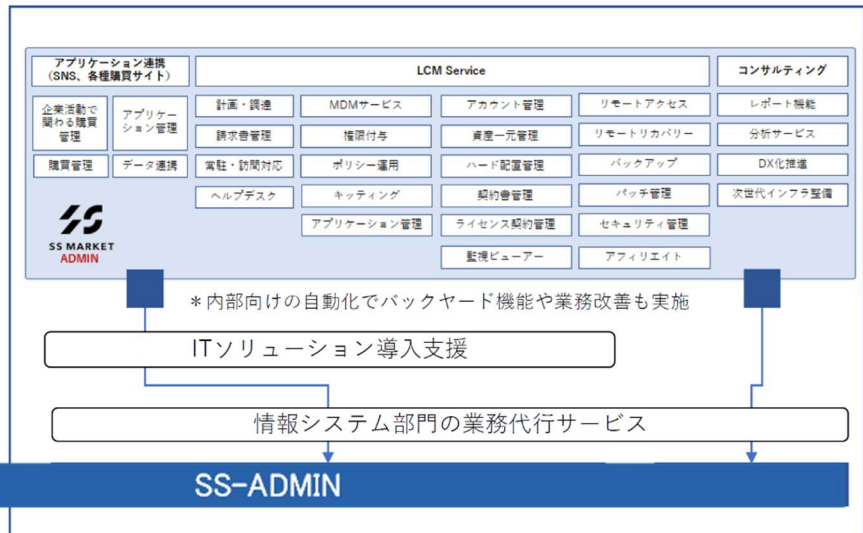 アプリケーション連携
(SNS、各種購買サイト)
LCM Service
コンサルティング
企業活動で
関わる購買
管理
アプリケー
ション管理
計画・調達
MDMサービス
アカウント管理
リモートアクセス
レポート機能
請求書管理
権限付与
資産一元管理
リモートリカバリー
分析サービス
購買管理
データ連携
常駐・訪問対応
ポリシー運用
ハード配置管理
バックアップ
DX化推進
ヘルプデスク
キッティング
契約書管理
パッチ管理
次世代インフラ整備
アプリケーション管理
ライセンス契約管理
セキュリティ管理
監視ビューアー
アフィリエイト
SS MARKET
ADMIN
*内部向けの自動化でバックヤード機能や業務改善も実施
ITソリューション導入支援
情報システム部門の業務代行サービス
SS-ADMIN